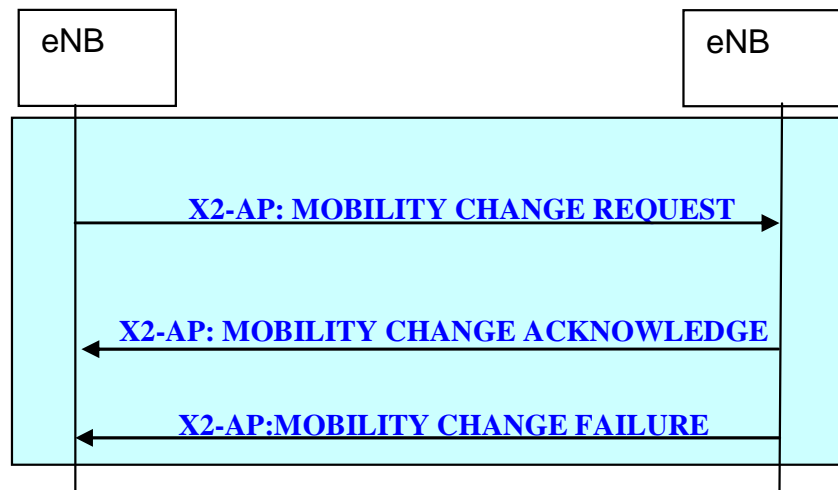 eNB
eNB
X2-AP: MOBILITY CHANGE REQUEST
X2-AP: MOBILITY CHANGE ACKNOWLEDGE
X2-AP:MOBILITY CHANGE FAILURE